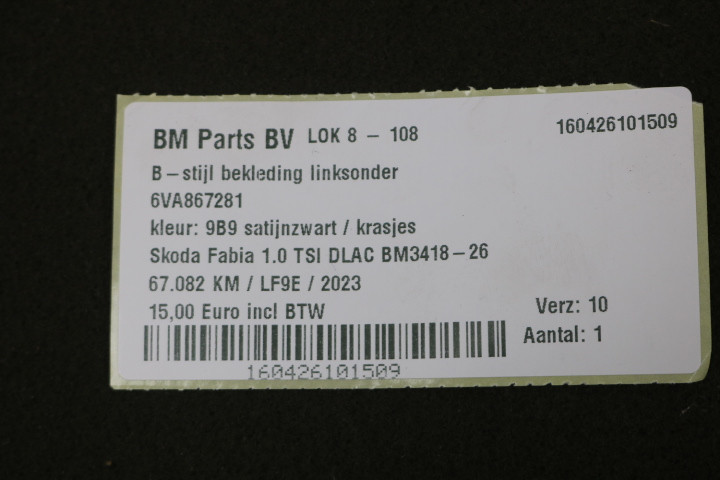 BM Parts BV LOK 8 - 108 160426101509
B-stijl bekleding linksonder
6VA867281
kleur: 9B9 satijnzwart / krasjes
Skoda Fabia 1.0 TSI DLAC BM3418-26
67.082 KM / LF9E / 2023
15,00 Euro incl BTW Verz: 10
Aantal: 1
160426101509